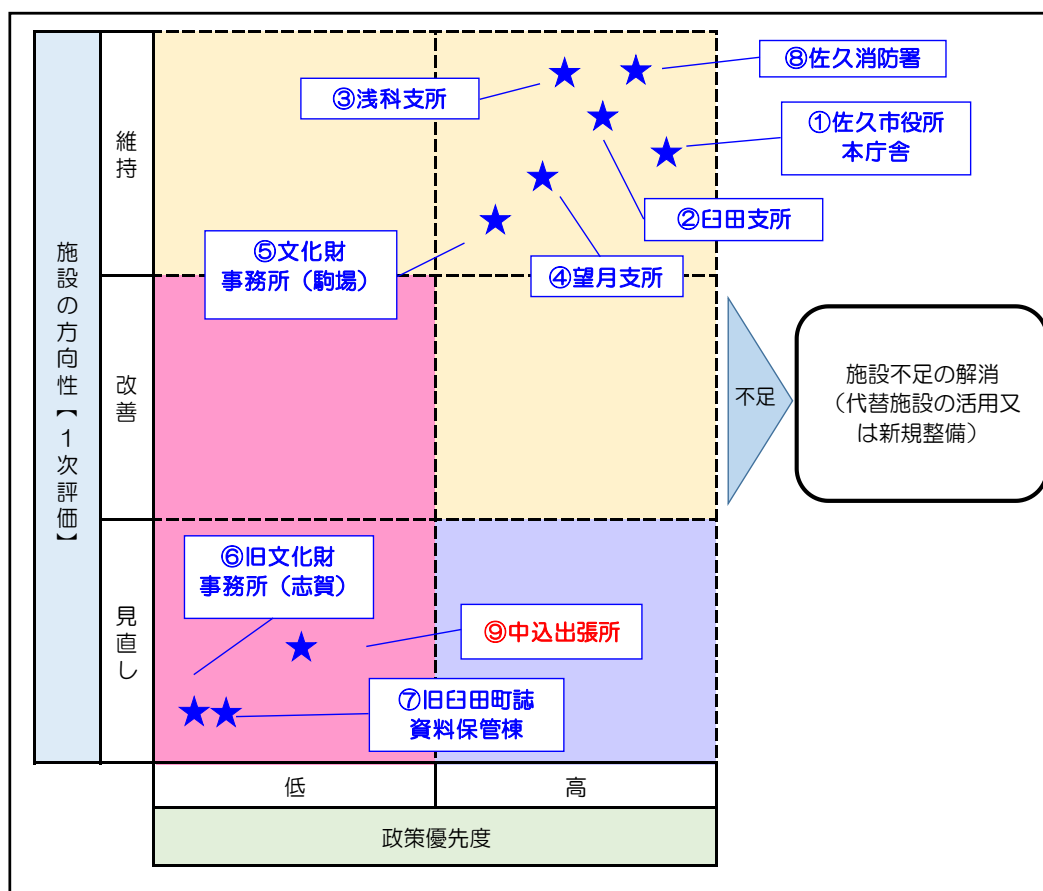 施設の方向性【１次評価】
維持
改善
見直し
③浅科支所
⑧佐久消防署
①佐久市役所
本庁舎
②臼田支所
⑤文化財
事務所（駒場）
④望月支所
不足
施設不足の解消
（代替施設の活用又
は新規整備）
⑥旧文化財
事務所（志賀）
⑨中込出張所
⑦旧臼田町誌
資料保管棟
低
高
政策優先度